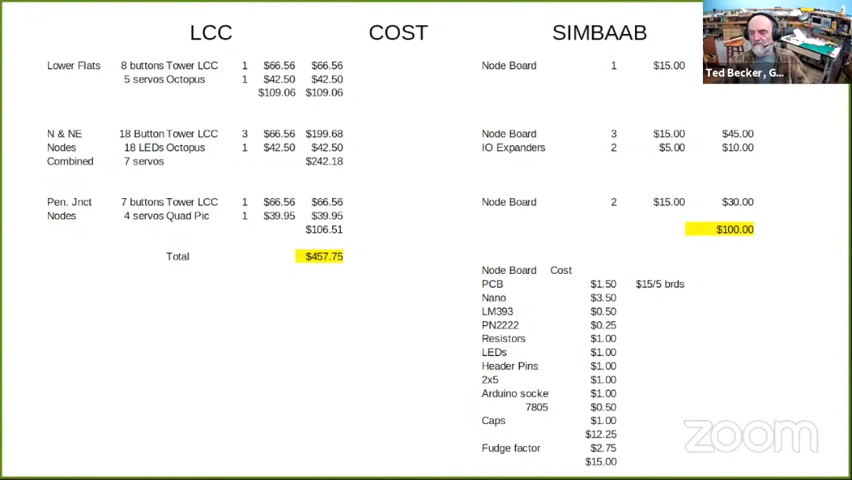 LCC COST SIMBAAB
Ted Becker, G...
Lower Flats 8 buttons Tower LCC 1 $66.56 $66.56 Node Board 1 $15.00
5 servos Octopus 1 $42.50 $42.50
$109.06 $109.06
N & NE 18 Button Tower LCC 3 $66.56 $199.68 Node Board 3 $15.00 $45.00
Nodes 18 LEDs Octopus 1 $42.50 $42.50 IO Expanders 2 $5.00 $10.00
Combined 7 servos $242.18
Pen. Jnct 7 buttons Tower LCC 1 $66.56 $66.56 Node Board 2 $15.00 $30.00
Nodes 4 servos Quad Pic 1 $39.95 $39.95
$106.51 $100.00
Total $457.75
Node Board Cost
PCB $1.50 $15/5 brds
Nano $3.50
LM393 $0.50
PN2222 $0.25
Resistors $1.00
LEDs $1.00
Header Pins $1.00
2x5 $1.00
Arduino socke $1.00
7805 $0.50
Caps $1.00
$12.25
Fudge factor $2.75
$15.00
zoom